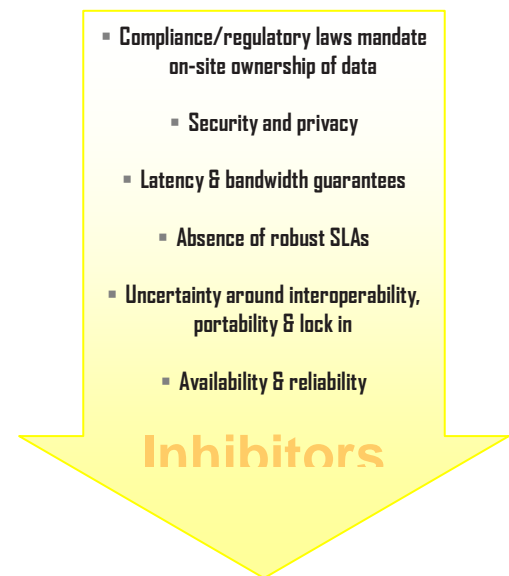 ▪ Compliance/regulatory laws mandate
on-site ownership of data
▪ Security and privacy
▪ Latency & bandwidth guarantees
▪ Absence of robust SLAs
▪ Uncertainty around interoperability,
portability & lock in
▪ Availability & reliability
Inhibitors